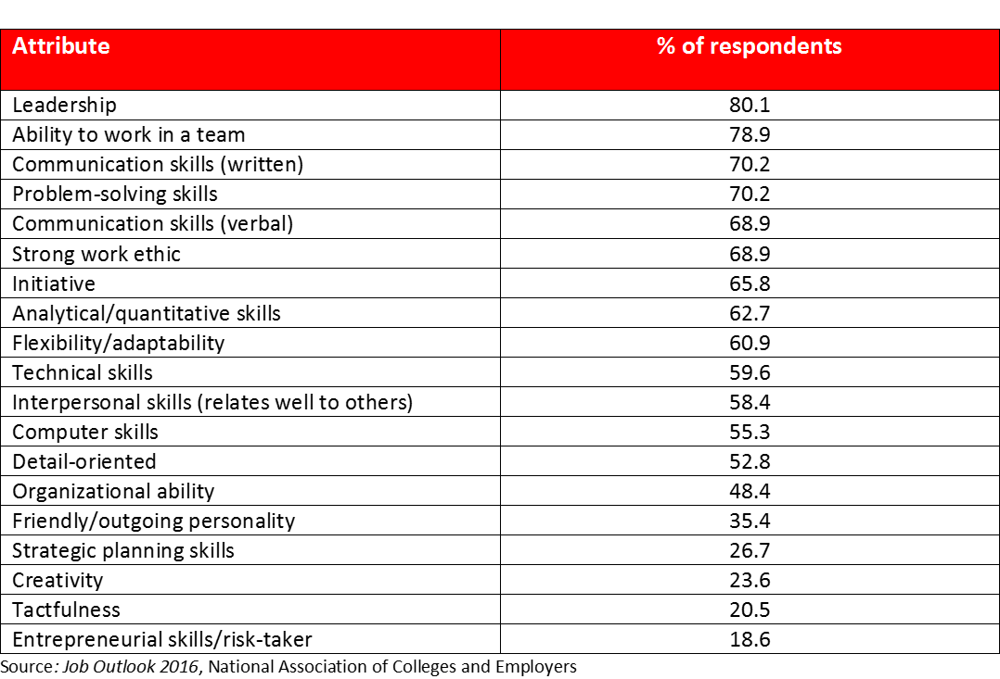 Attribute % of respondents
Leadership 80.1
Ability to work in a team 78.9
Communication skills (written) 70.2
Problem-solving skills 70.2
Communication skills (verbal) 68.9
Strong work ethic 68.9
Initiative 65.8
Analytical/quantitative skills 62.7
Flexibility/adaptability 60.9
Technical skills 59.6
Interpersonal skills (relates well to others) 58.4
Computer skills 55.3
Detail-oriented 52.8
Organizational ability 48.4
Friendly/outgoing personality 35.4
Strategic planning skills 26.7
Creativity 23.6
Tactfulness 20.5
Entrepreneurial skills/risk-taker 18.6
Source: Job Outlook 2016, National Association of Colleges and Employers